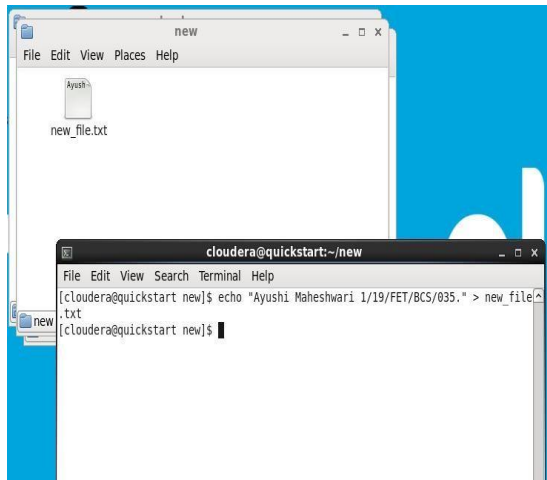 new
File Edit View Places Help
Ayush
new_file.txt
new
cloudera@quickstart:~/new
File Edit View Search Terminal Help
[cloudera@quickstart new]$ echo "Ayushi Maheshwari 1/19/FET/BCS/035." > new_file
.txt
[cloudera@quickstart new]$